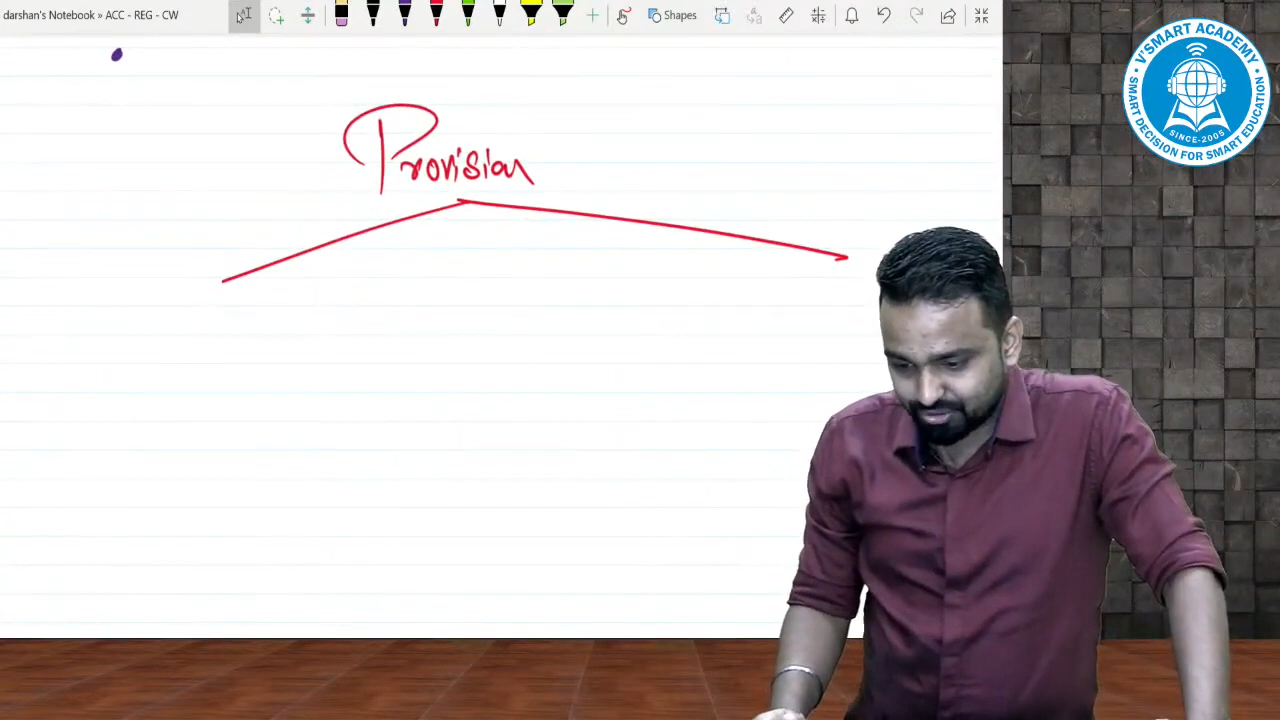 darshan's Notebook » ACC - REG - CW
Shapes
Provision
V'SMART ACADEMY
SINCE-2005
SMART DECISION FOR SMART EDUCATION